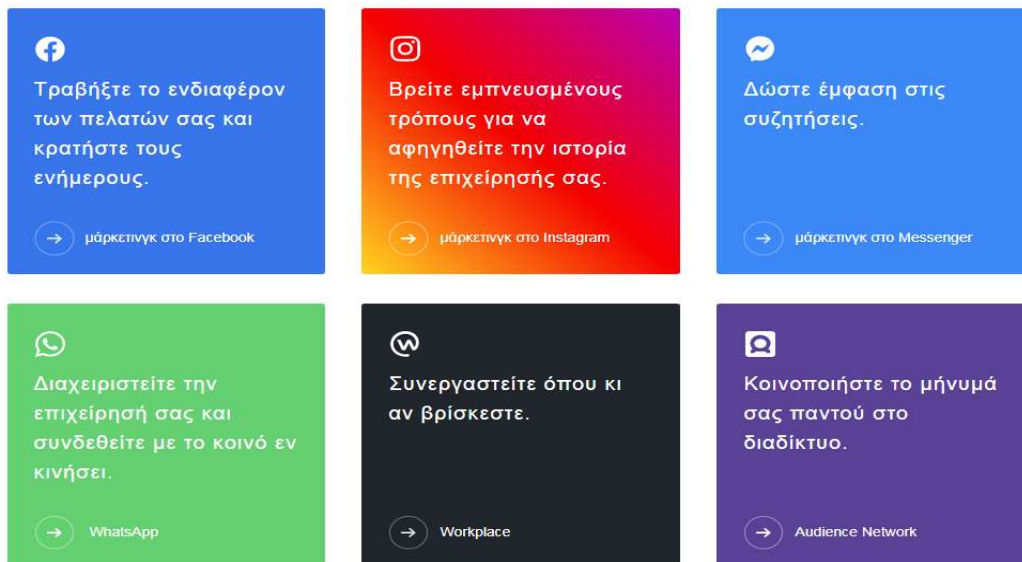 Τραβήξτε το ενδιαφέρον
των πελατών σας και
κρατήστε τους
ενήμερους.
μάρκετινγκ στο Facebook
Βρείτε εμπνευσμένους
τρόπους για να
αφηγηθείτε την ιστορία
της επιχείρησής σας.
μάρκετινγκ στο Instagram
Δώστε έμφαση στις
συζητήσεις.
μάρκετινγκ στο Messenger
Διαχειριστείτε την
επιχείρησή σας και
συνδεθείτε με το κοινό εν
κινήσει.
WhatsApp
Συνεργαστείτε όπου κι
αν βρίσκεστε.
Workplace
Κοινοποιήστε το μήνυμά
σας παντού στο
διαδίκτυο.
Audience Network